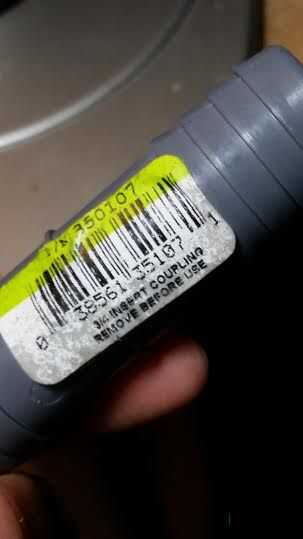 P/N 350107
0 38561 35107 1
3/4 INSERT COUPLING
REMOVE BEFORE USE